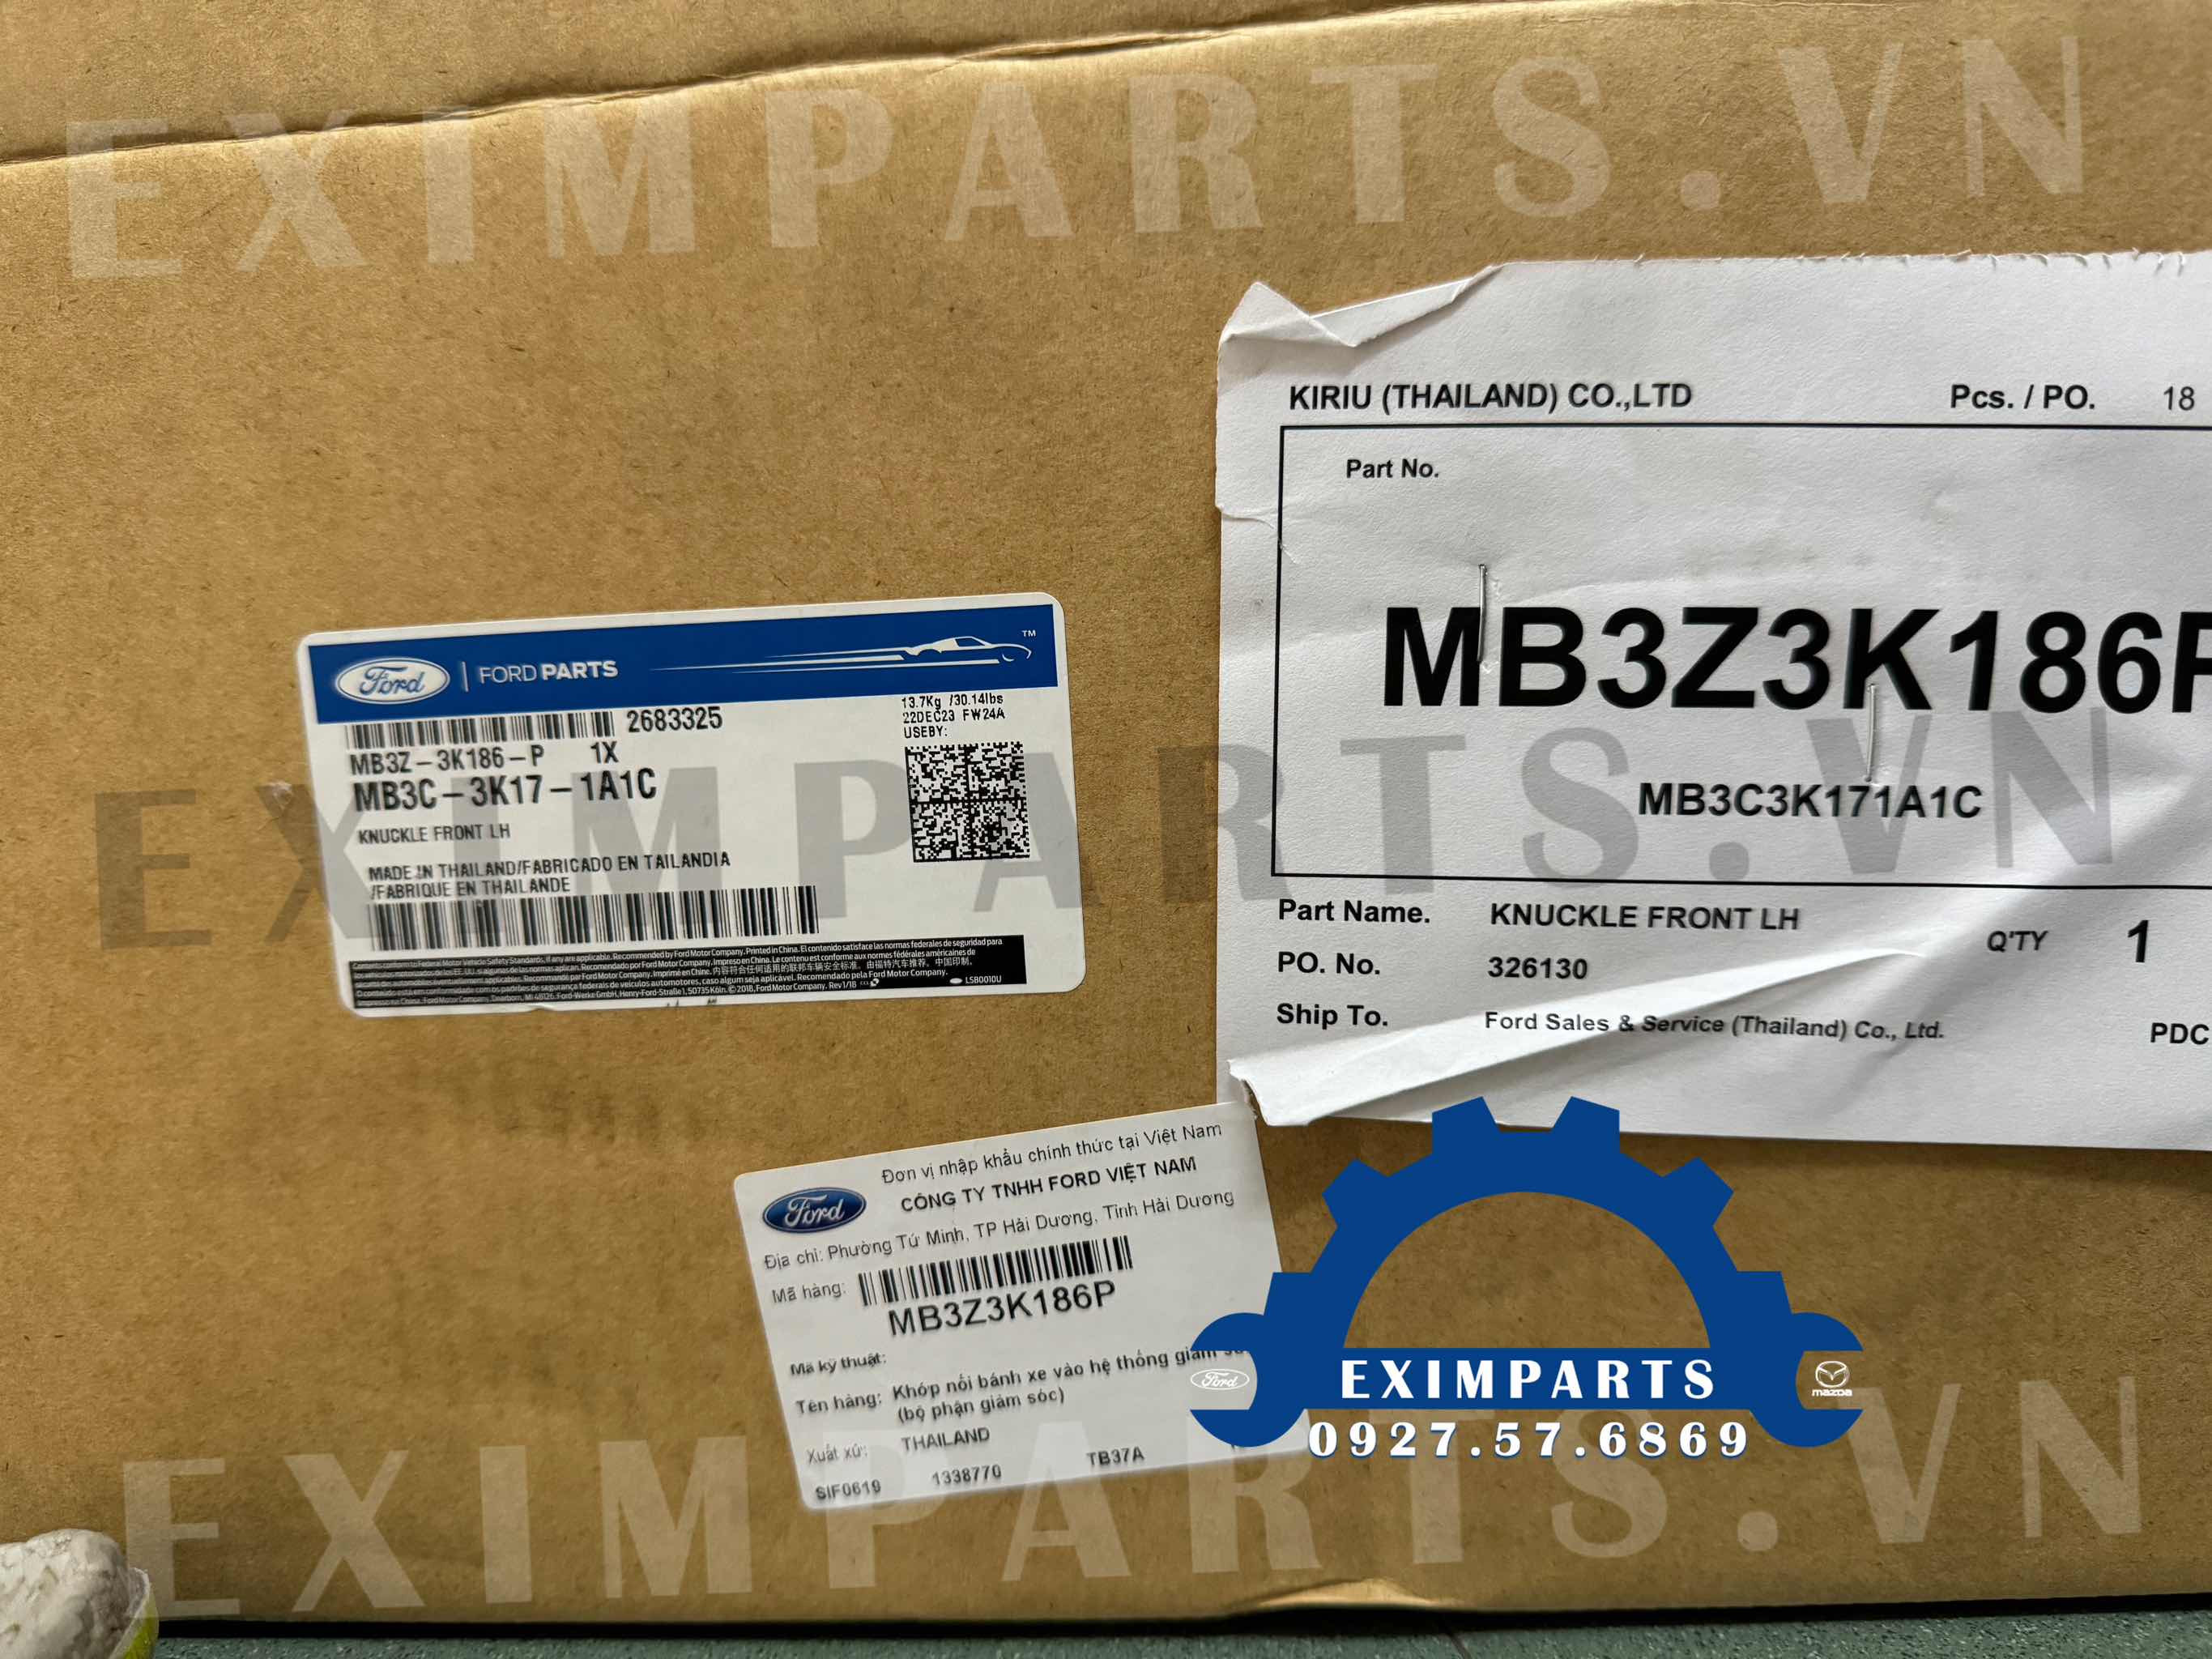 EXIMPARTS.VN
KIRIU (THAILAND) CO.,LTD Pcs. / PO. 18
Part No.
MB3Z3K186P
MB3C3K171A1C
Part Name. KNUCKLE FRONT LH Q'TY 1
PO. No. 326130
Ship To. Ford Sales & Service (Thailand) Co., Ltd. PDC
Ford FORD PARTS TM
2683325
13.7Kg /30.14lbs
22DEC23 FW24A
USEBY:
MB3Z-3K186-P 1X
MB3C-3K17-1A1C
KNUCKLE FRONT LH
MADE IN THAILAND/FABRICADO EN TAILANDIA
/FABRIQUE EN THAILANDE
LSB0010U
EXIMPARTS.VN
Ford
Đơn vị nhập khẩu chính thức tại Việt Nam
CÔNG TY TNHH FORD VIỆT NAM
Địa chỉ: Phường Tứ Minh, TP Hải Dương, Tỉnh Hải Dương
Mã hàng:
MB3Z3K186P
Mã kỹ thuật:
Tên hàng: Khớp nối bánh xe vào hệ thống giảm
(bộ phận giảm sóc)
Xuất xứ: THAILAND
SIF0619 1338770 TB37A
Ford EXIMPARTS mazda
0927.57.6869
EXIMPARTS.VN